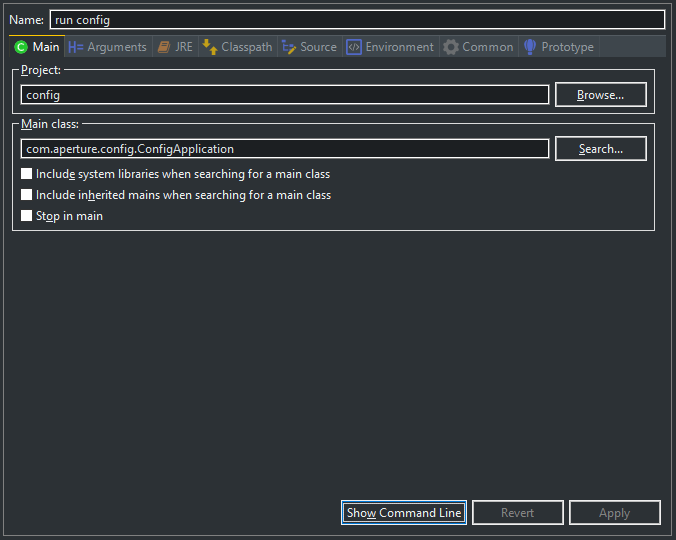 Name: run config
Main Arguments JRE Classpath Source Environment Common Prototype
Project:
config Browse...
Main class:
com.aperture.config.ConfigApplication Search...
Include system libraries when searching for a main class
Include inherited mains when searching for a main class
Stop in main
Show Command Line Revert Apply